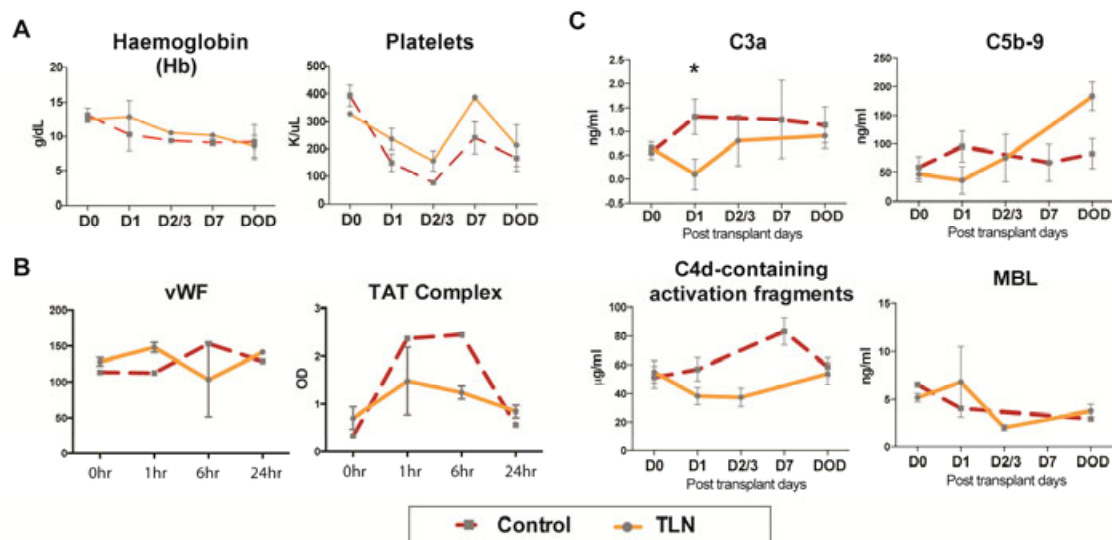 A
Haemoglobin
(Hb)
g/dL
20
15
10
5
0
D0 D1 D2/3 D7 DOD
Platelets
K/uL
500
400
300
200
100
0
D0 D1 D2/3 D7 DOD
B
vWF
200
150
100
50
0
0hr 1hr 6hr 24hr
TAT Complex
OD
3
2
1
0
0hr 1hr 6hr 24hr
C
C3a
*
ng/ml
2.5
2.0
1.5
1.0
0.5
0.0
-0.5
D0 D1 D2/3 D7 DOD
Post transplant days
C5b-9
ng/ml
250
200
150
100
50
0
D0 D1 D2/3 D7 DOD
Post transplant days
C4d-containing
activation fragments
µg/ml
100
80
60
40
20
0
D0 D1 D2/3 D7 DOD
Post transplant days
MBL
ng/ml
15
10
5
0
D0 D1 D2/3 D7 DOD
Post transplant days
Control TLN